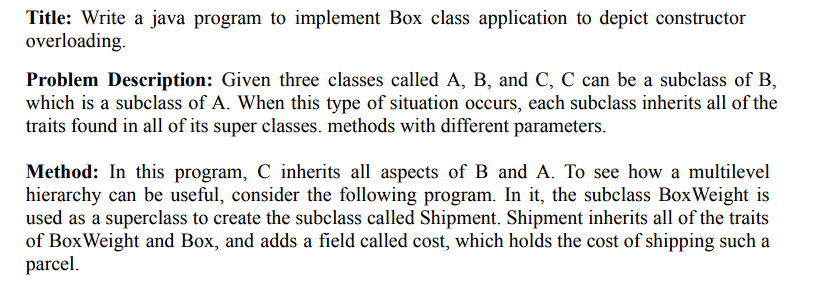 Title: Write a java program to implement Box class application to depict constructor
overloading.
Problem Description: Given three classes called A, B, and C, C can be a subclass of B,
which is a subclass of A. When this type of situation occurs, each subclass inherits all of the
traits found in all of its super classes. methods with different parameters.
Method: In this program, C inherits all aspects of B and A. To see how a multilevel
hierarchy can be useful, consider the following program. In it, the subclass BoxWeight is
used as a superclass to create the subclass called Shipment. Shipment inherits all of the traits
of BoxWeight and Box, and adds a field called cost, which holds the cost of shipping such a
parcel.